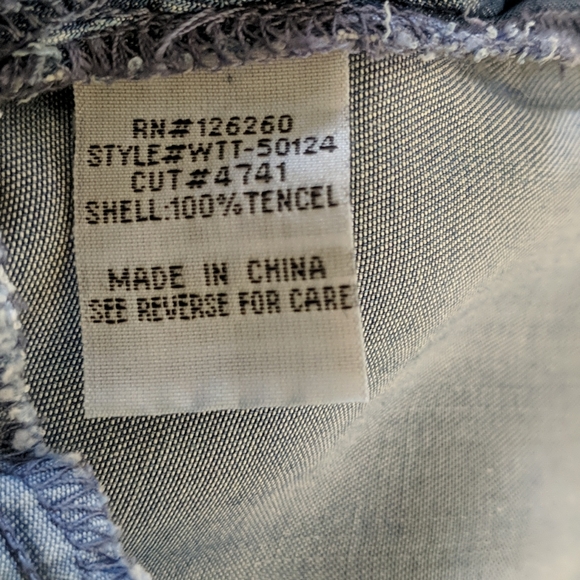 RN#126260
STYLE#WTT-50124
CUT#4741
SHELL:100%TENCEL
MADE IN CHINA
SEE REVERSE FOR CARE